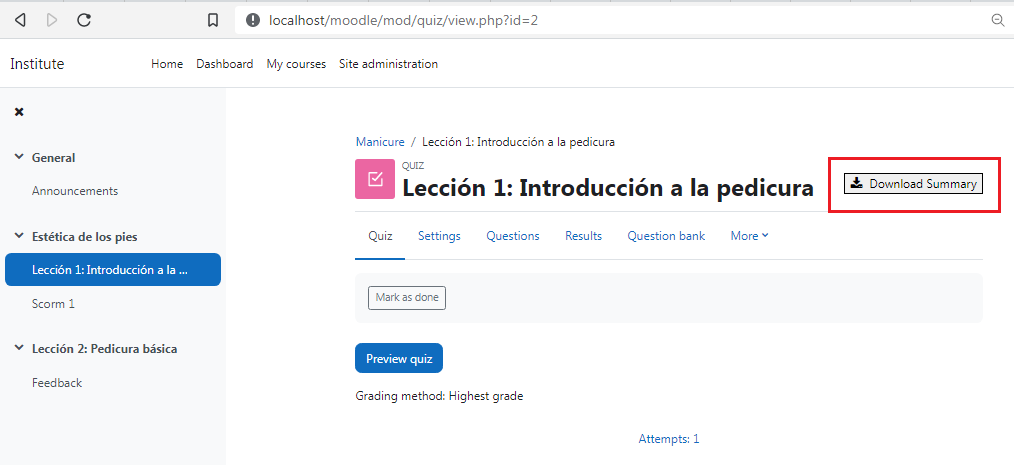 localhost/moodle/mod/quiz/view.php?id=2
Institute
Home Dashboard My courses Site administration
General
Announcements
Estética de los pies
Lección 1: Introducción a la ...
Scorm 1
Lección 2: Pedicura básica
Feedback
Manicure / Lección 1: Introducción a la pedicura
QUIZ
Lección 1: Introducción a la pedicura
Download Summary
Quiz Settings Questions Results Question bank More
Mark as done
Preview quiz
Grading method: Highest grade
Attempts: 1